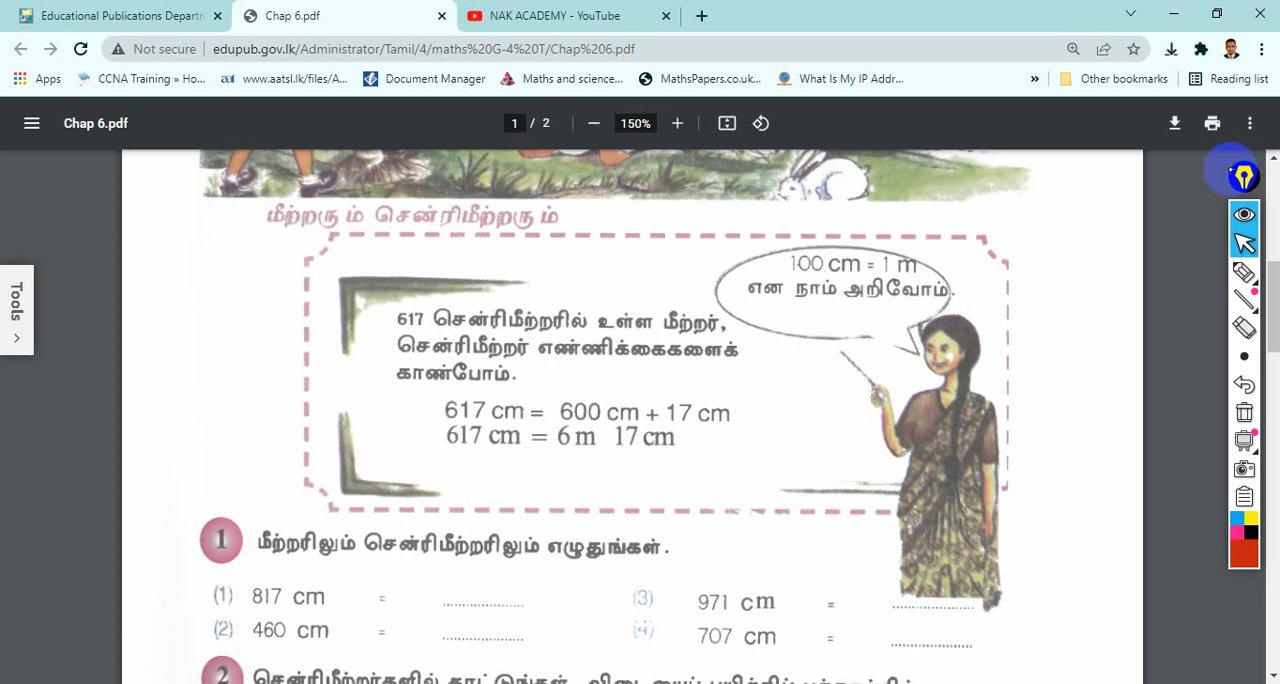 Educational Publications Departm
Chap 6.pdf
NAK ACADEMY - YouTube
Not secure
edupub.gov.lk/Administrator/Tamil/4/maths%20G-4%20T/Chap%206.pdf
Apps
CCNA Training » Ho...
www.aatsl.lk/files/A...
Document Manager
Maths and science...
MathsPapers.co.uk...
What Is My IP Addr...
»
Other bookmarks
Reading list
Chap 6.pdf
1 / 2
150%
Tools
மீற்றரும் சென்ரிமீற்றரும்
100 cm = 1 m
என நாம் அறிவோம்.
617 சென்ரிமீற்றரில் உள்ள மீற்றர்,
சென்ரிமீற்றர் எண்ணிக்கைகளைக்
காண்போம்.
617 cm = 600 cm + 17 cm
617 cm = 6 m 17 cm
1 மீற்றரிலும் சென்ரிமீற்றரிலும் எழுதுங்கள்.
(1) 817 cm = ....................
(3) 971 cm = ....................
(2) 460 cm = ....................
(4) 707 cm = ....................
2 சென்ரிமீற்றர்களில் காட்டுங்கள்.